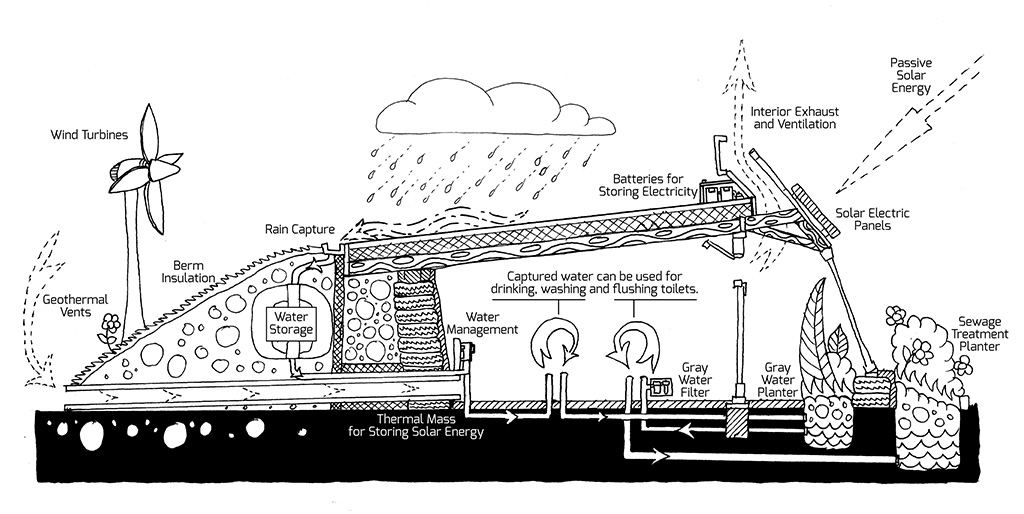 Passive
Solar
Energy
Wind Turbines
Interior Exhaust
and Ventilation
Batteries for
Storing Electricity
Solar Electric
Panels
Rain Capture
Berm
Insulation
Geothermal
Vents
Captured water can be used for
drinking, washing and flushing toilets.
Water
Storage
Water
Management
Sewage
Treatment
Planter
Gray
Water
Filter
Gray
Water
Planter
Thermal Mass
for Storing Solar Energy